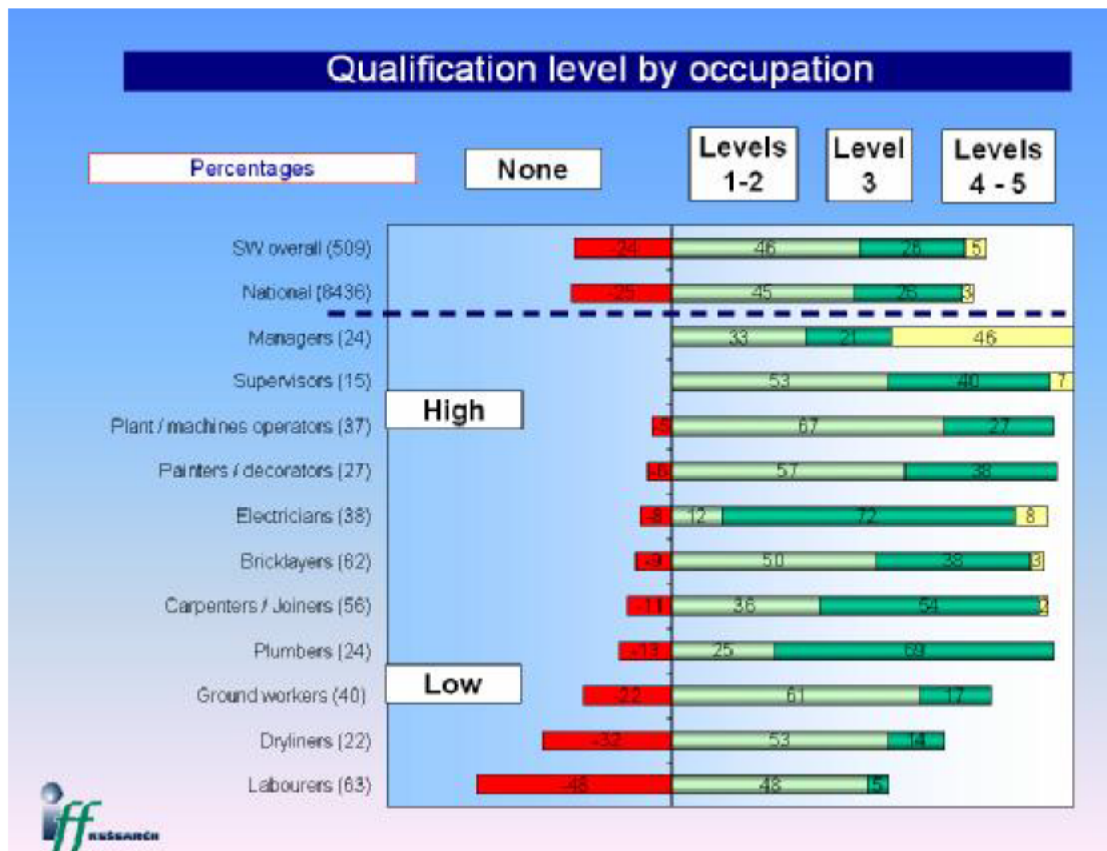 Qualification level by occupation
Percentages
None
Levels 1-2
Level 3
Levels 4 - 5
SW overall (509) -24 46 26 5
National (8436) -25 45 26 3
Managers (24) 33 21 46
Supervisors (15) 53 40 7
High
Plant / machines operators (37) -5 67 27
Painters / decorators (27) -6 57 38
Electricians (38) -8 12 72 8
Bricklayers (62) -9 50 38 3
Carpenters / Joiners (56) -11 36 54 2
Plumbers (24) -13 25 69
Low
Ground workers (40) -22 61 17
Dryliners (22) -32 53 14
Labourers (63) -48 48 5
iff RESEARCH